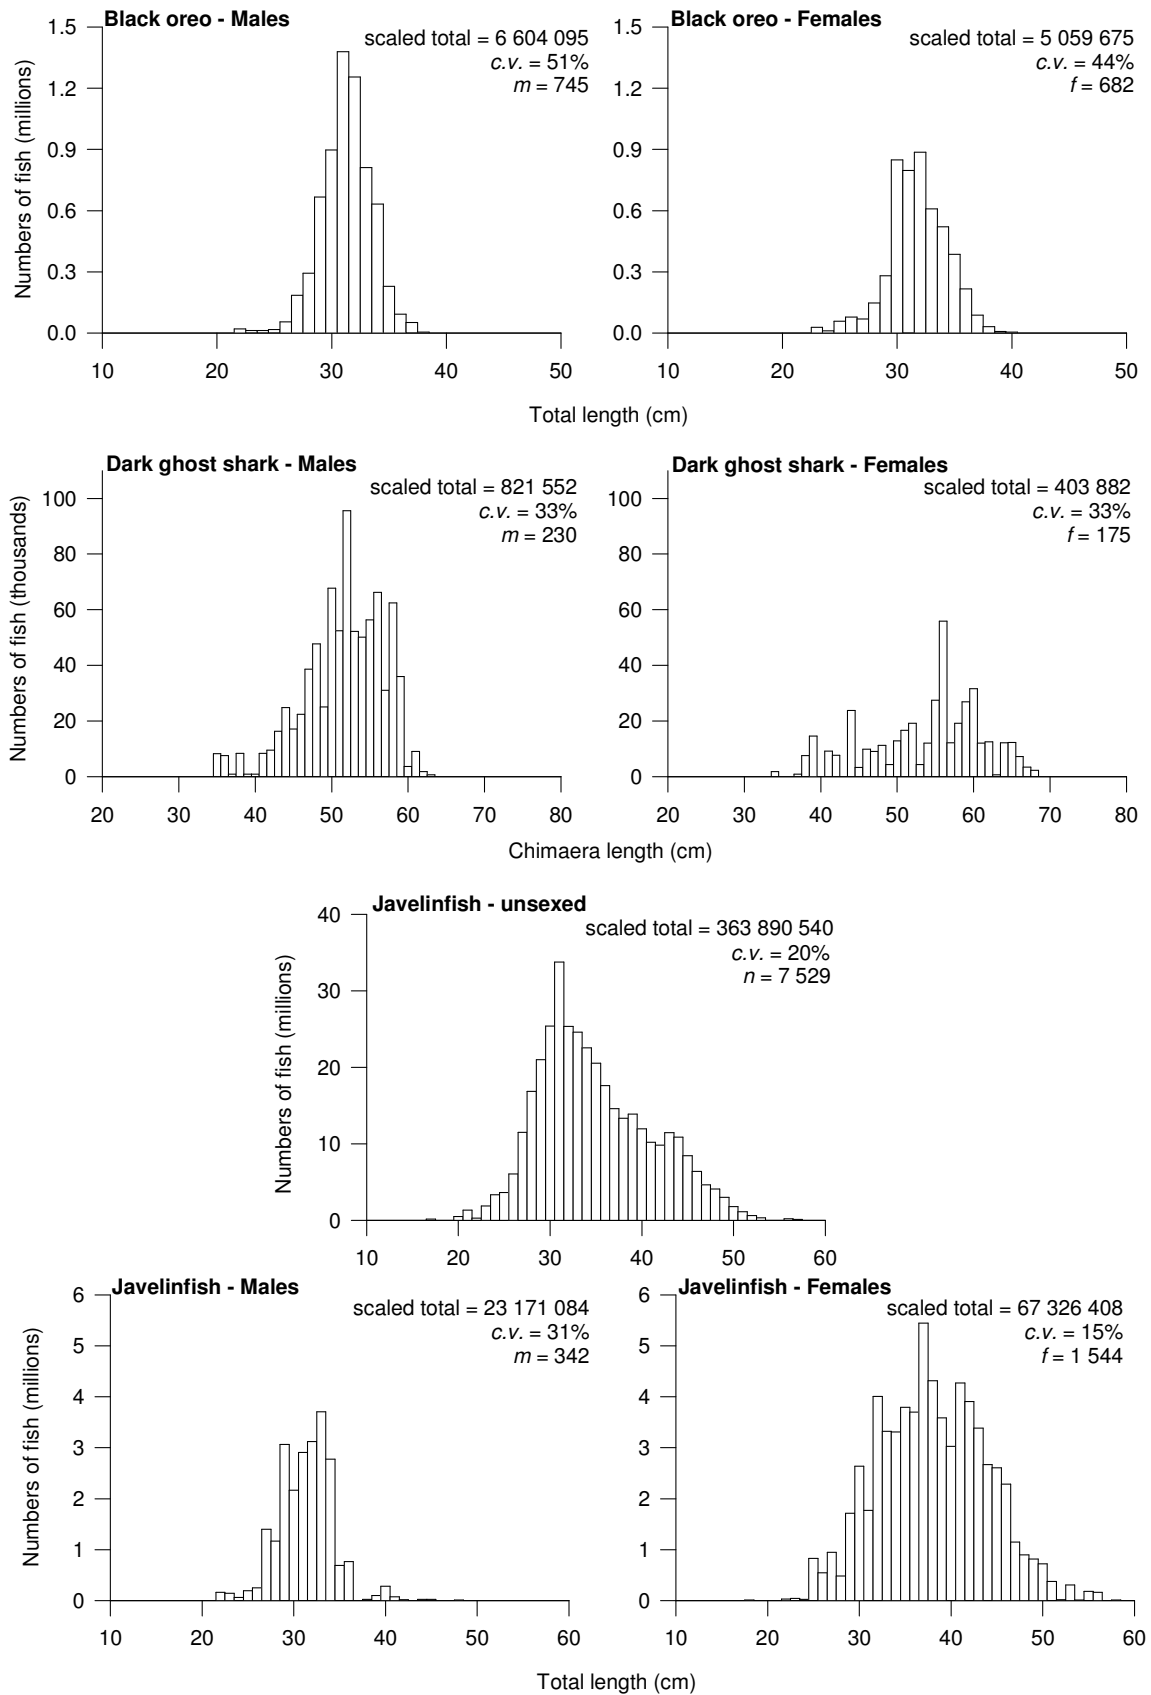 Black oreo - Males
scaled total = 6 604 095
c.v. = 51%
m = 745
Numbers of fish (millions)
1.5
1.2
0.9
0.6
0.3
0.0
10 20 30 40 50
Black oreo - Females
scaled total = 5 059 675
c.v. = 44%
f = 682
1.5
1.2
0.9
0.6
0.3
0.0
10 20 30 40 50
Total length (cm)
Dark ghost shark - Males
scaled total = 821 552
c.v. = 33%
m = 230
Numbers of fish (thousands)
100
80
60
40
20
0
20 30 40 50 60 70 80
Dark ghost shark - Females
scaled total = 403 882
c.v. = 33%
f = 175
100
80
60
40
20
0
20 30 40 50 60 70 80
Chimaera length (cm)
Javelinfish - unsexed
scaled total = 363 890 540
c.v. = 20%
n = 7 529
Numbers of fish (millions)
40
30
20
10
0
10 20 30 40 50 60
Javelinfish - Males
scaled total = 23 171 084
c.v. = 31%
m = 342
Numbers of fish (millions)
6
5
4
3
2
1
0
10 20 30 40 50 60
Javelinfish - Females
scaled total = 67 326 408
c.v. = 15%
f = 1 544
6
5
4
3
2
1
0
10 20 30 40 50 60
Total length (cm)